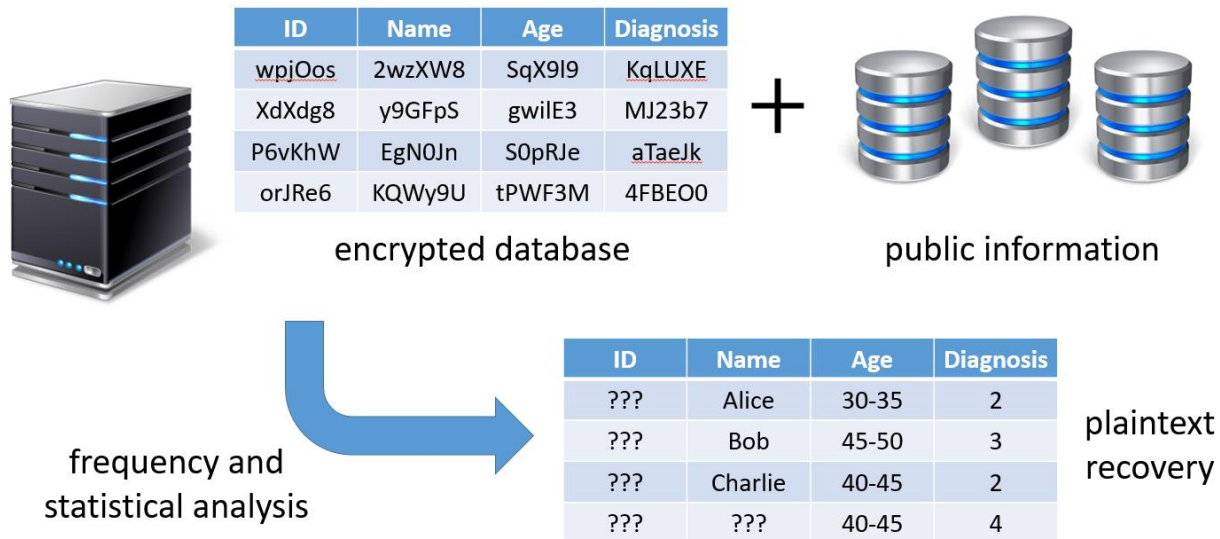 ID Name Age Diagnosis
wpjOos 2wzXW8 SqX9l9 KqLUXE
XdXdg8 y9GFpS gwilE3 MJ23b7
P6vKhW EgN0Jn S0pRJe aTaeJk
orJRe6 KQWy9U tPWF3M 4FBEO0
+
encrypted database
public information
ID Name Age Diagnosis
??? Alice 30-35 2
??? Bob 45-50 3
??? Charlie 40-45 2
??? ??? 40-45 4
plaintext
recovery
frequency and
statistical analysis